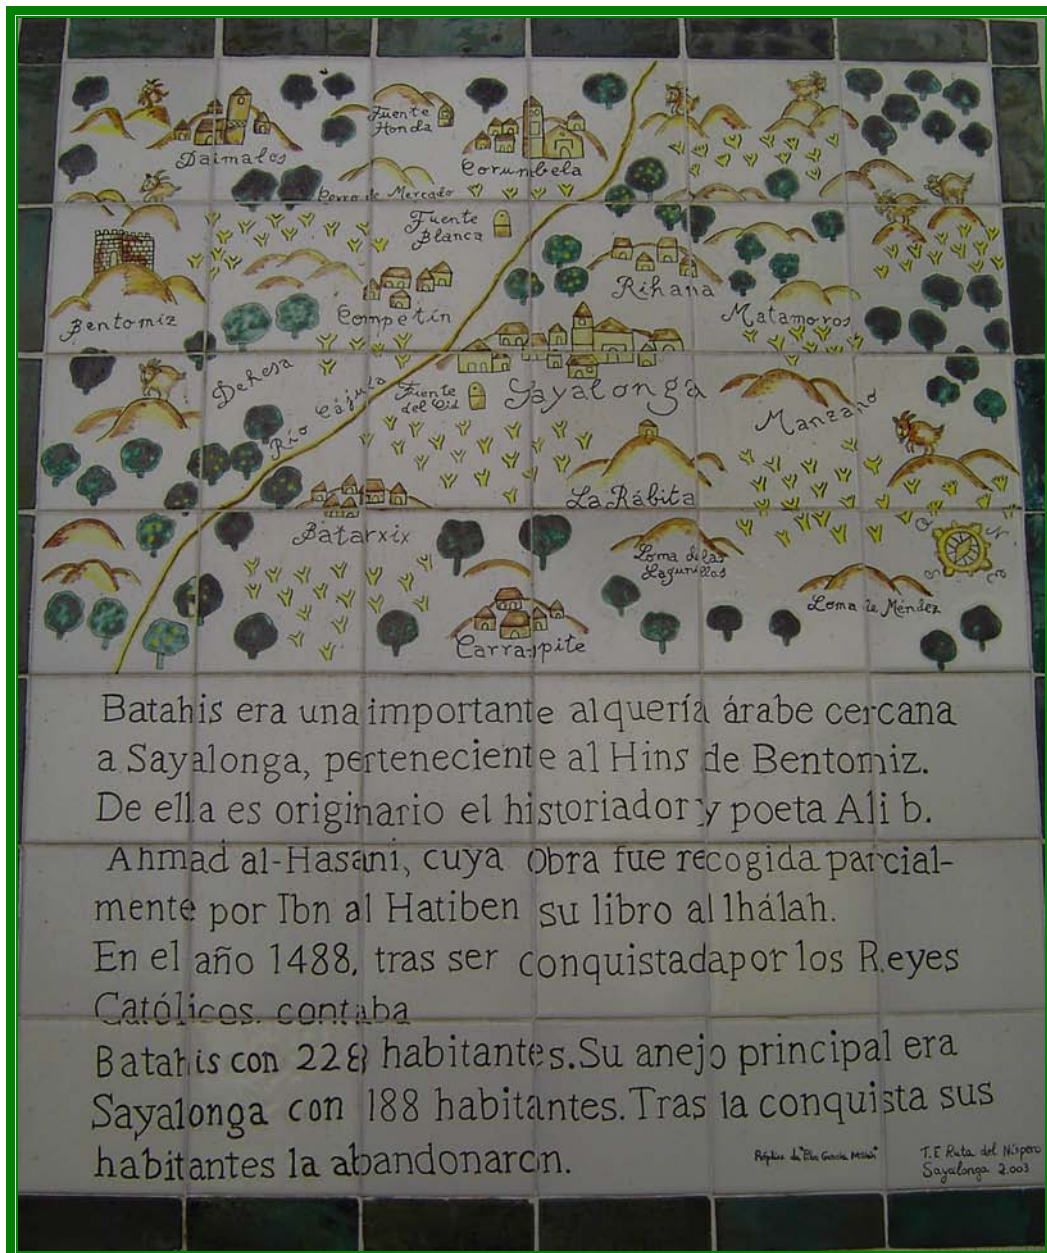 Daimalos
Fuente
Honda
Corumbela
Cerro de Mercado
Fuente
Blanca
Bentomiz
Competín
Rihana
Matamoros
Dehesa
Río Cájula
Fuente
del Cid
Sayalonga
Manzano
La Rábita
Batarxix
Loma de las
Lagunillas
Loma de Méndez
Carraspite
O N
S E
Batahis era una importante alquería árabe cercana
a Sayalonga, perteneciente al Hins de Bentomiz.
De ella es originario el historiador y poeta Ali b.
Ahmad al-Hasani, cuya obra fue recogida parcial-
mente por Ibn al Hatiben su libro al lhálah.
En el año 1488, tras ser conquistadapor los Reyes
Católicos, contaba
Batahis con 228 habitantes. Su anejo principal era
Sayalonga con 188 habitantes. Tras la conquista sus
habitantes la abandonaron.
T.E Ruta del Níspero
Sayalonga 2.003